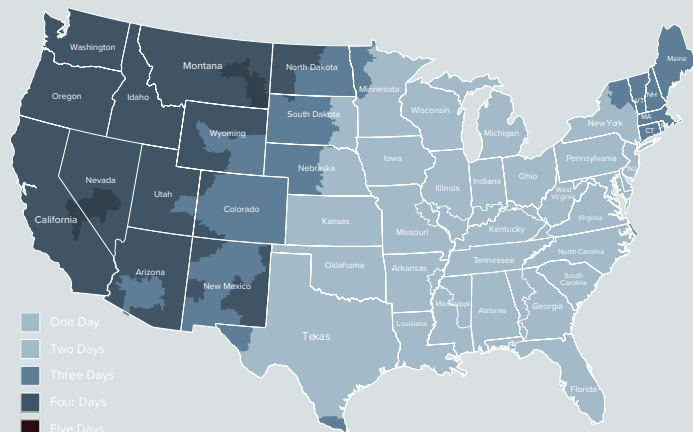 Washington
Maine
Montana
North Dakota
Minnesota
Oregon
Idaho
VT
NH
Wisconsin
South Dakota
MA
New York
CT
Michigan
Wyoming
Iowa
Pennsylvania
Nebraska
NJ
Ohio
Nevada
Utah
Illinois
Indiana
West
Virginia
Colorado
California
Kansas
Virginia
Missouri
Kentucky
North Carolina
Tennessee
Oklahoma
Arkansas
Arizona
South
Carolina
New Mexico
Mississippi
Alabama
Georgia
Louisiana
Texas
Florida
One Day
Two Days
Three Days
Four Days
Five Days